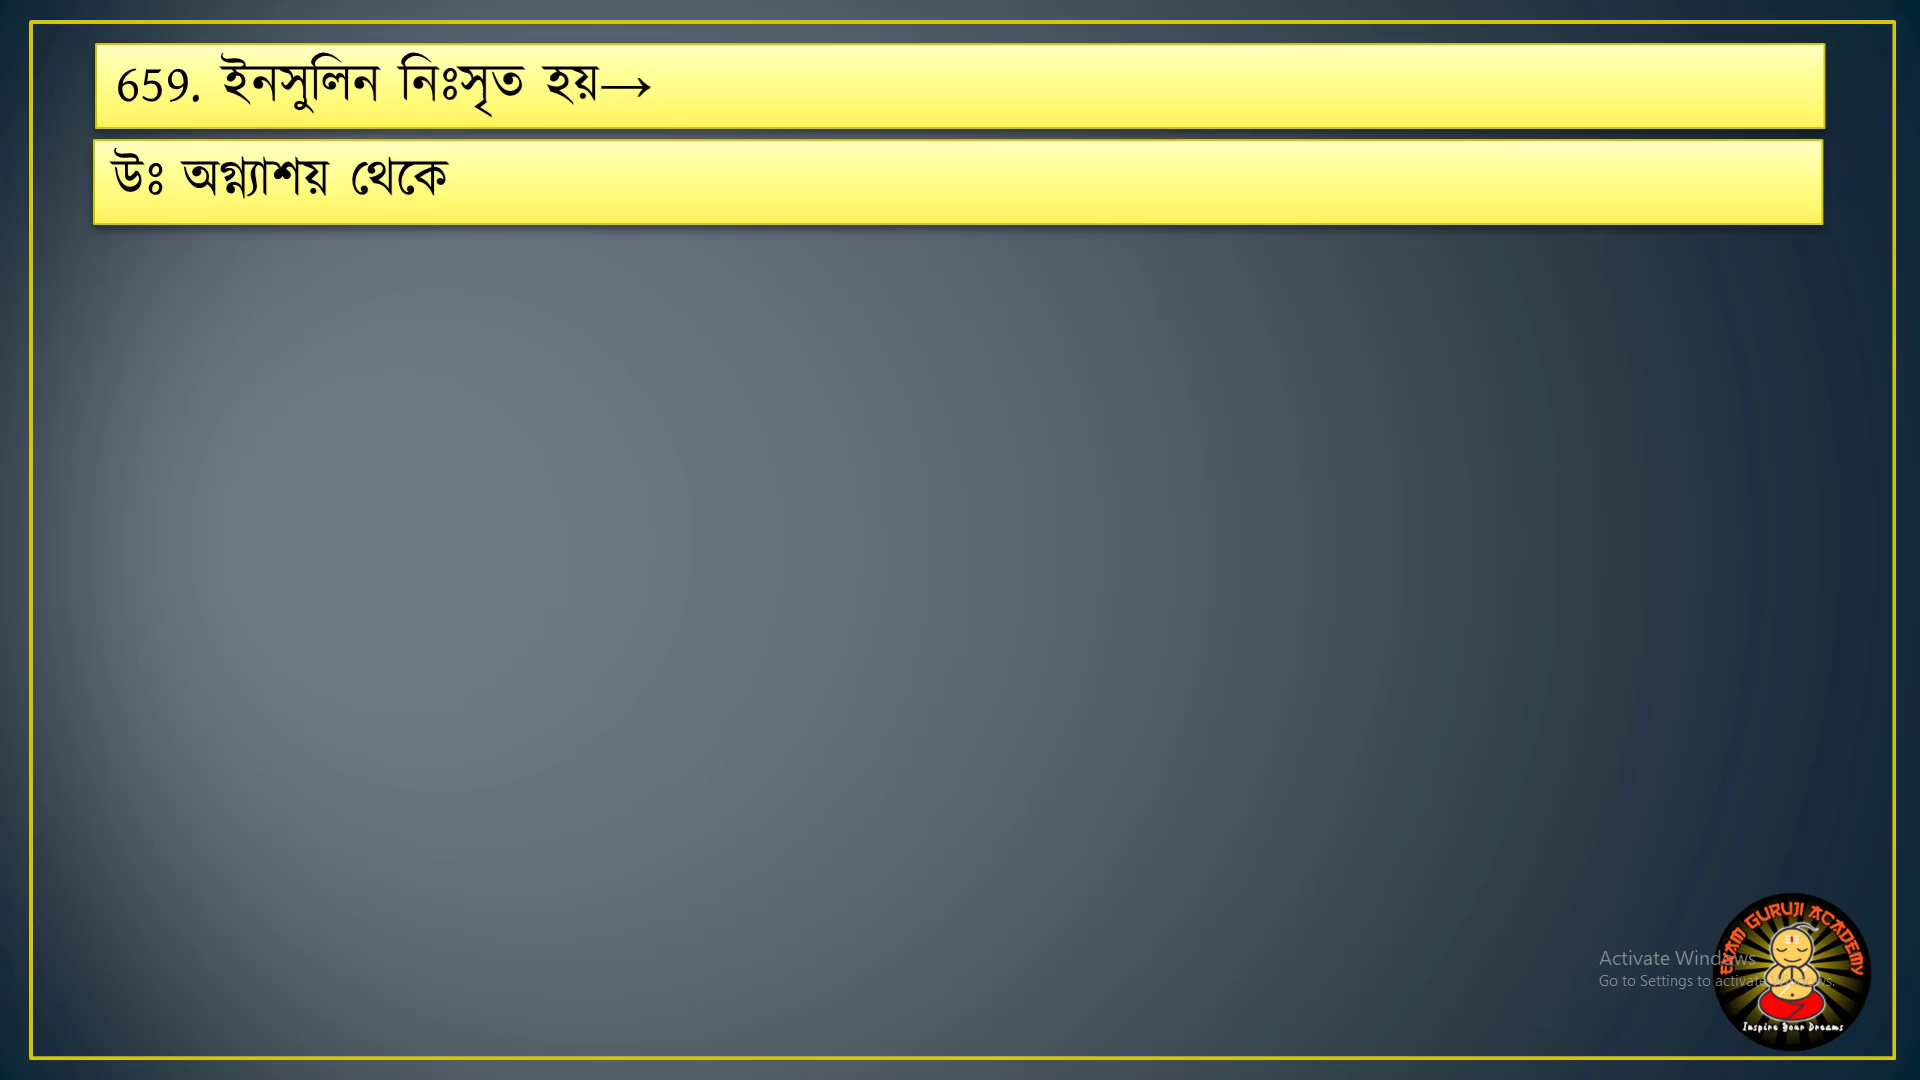 659. ইনসুলিন নিঃসৃত হয়→
উঃ অগ্ন্যাশয় থেকে
Activate Windows
Go to Settings to activate Windows.
EXAM GURUJI ACADEMY
Inspire Your Dreams